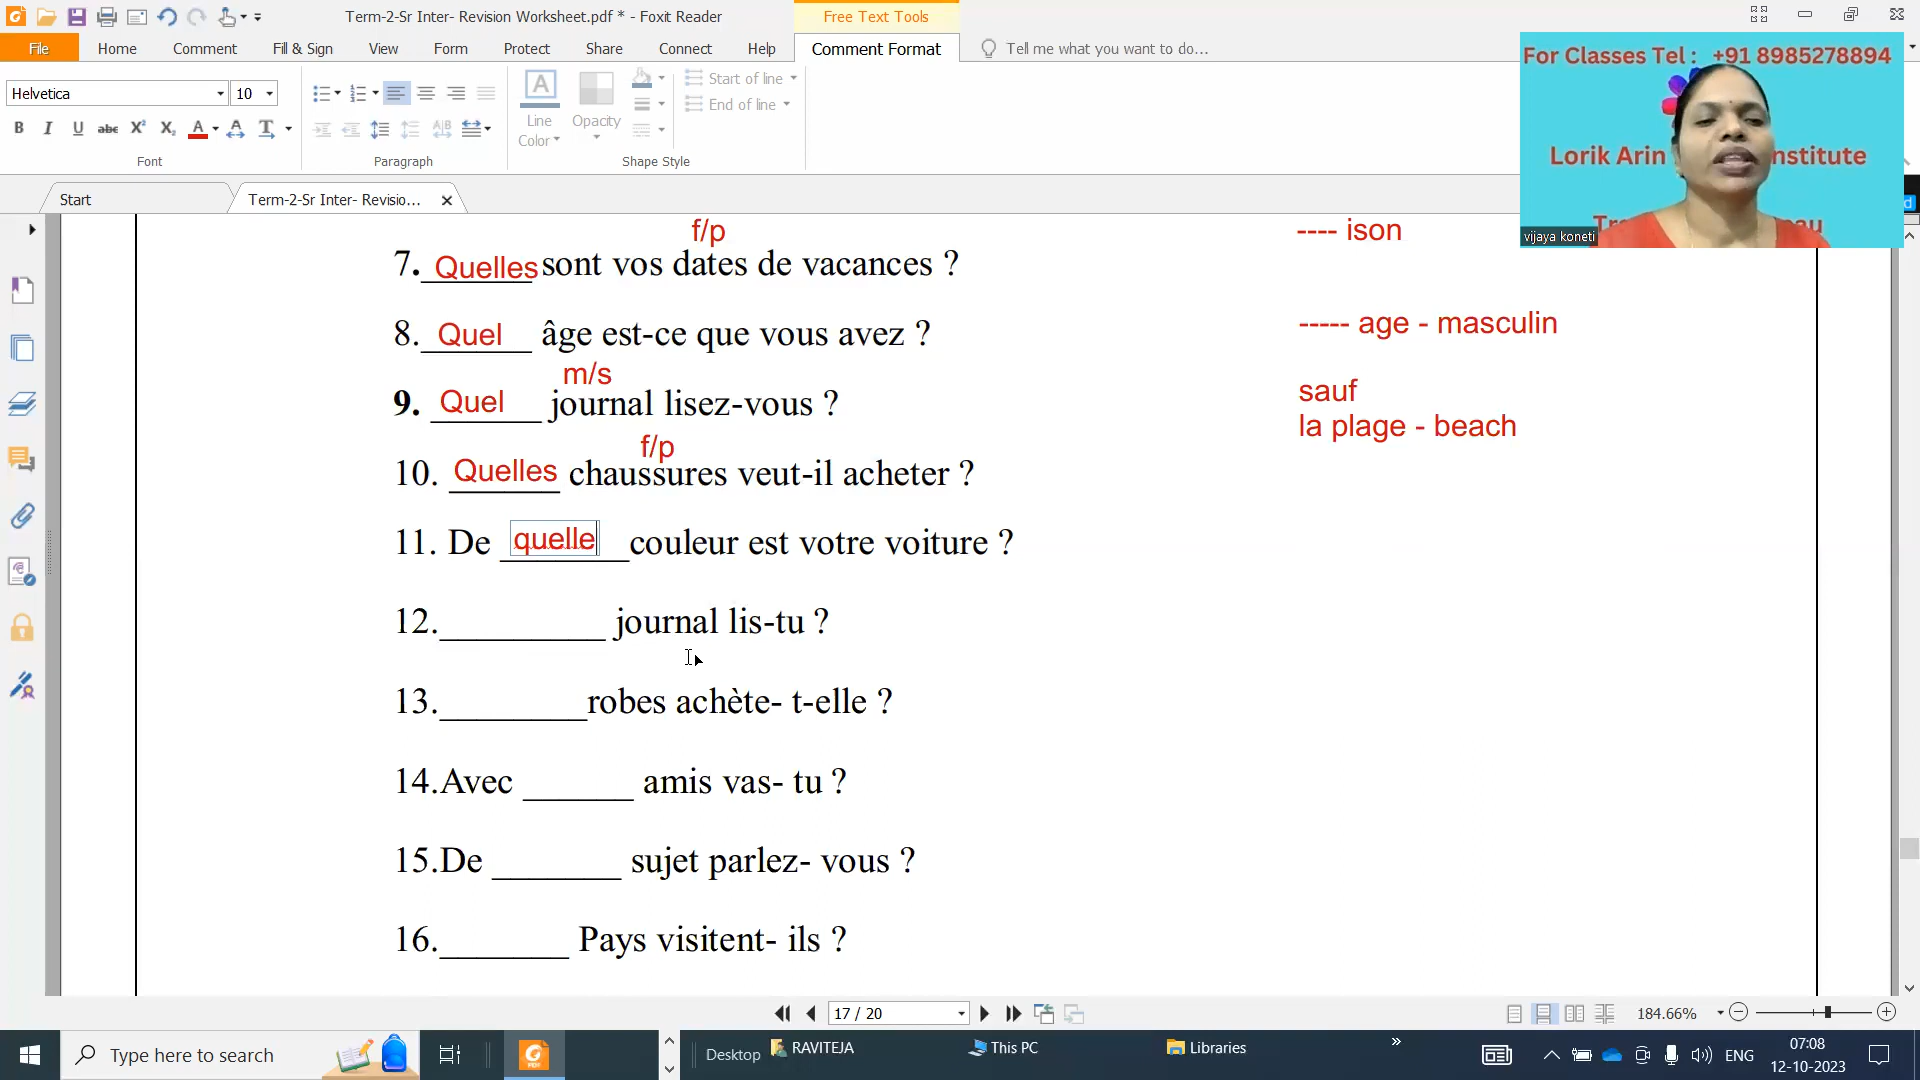 Term-2-Sr Inter- Revision Worksheet.pdf * - Foxit Reader
Free Text Tools
File Home Comment Fill & Sign View Form Protect Share Connect Help Comment Format Tell me what you want to do...
Helvetica 10
Start of line
End of line
Line Color
Opacity
Font Paragraph Shape Style
Start Term-2-Sr Inter- Revisio...
For Classes Tel : +91 8985278894
Lorik Arin nstitute
vijaya koneti
f/p
---- ison
7. Quelles sont vos dates de vacances ?
8. Quel âge est-ce que vous avez ?
----- age - masculin
m/s
9. Quel journal lisez-vous ?
sauf
la plage - beach
f/p
10. Quelles chaussures veut-il acheter ?
11. De quelle couleur est votre voiture ?
12.__________ journal lis-tu ?
13.________robes achète- t-elle ?
14.Avec ______ amis vas- tu ?
15.De _______ sujet parlez- vous ?
16._______ Pays visitent- ils ?
17 / 20
184.66%
Type here to search
Desktop RAVITEJA This PC Libraries
ENG
07:08
12-10-2023